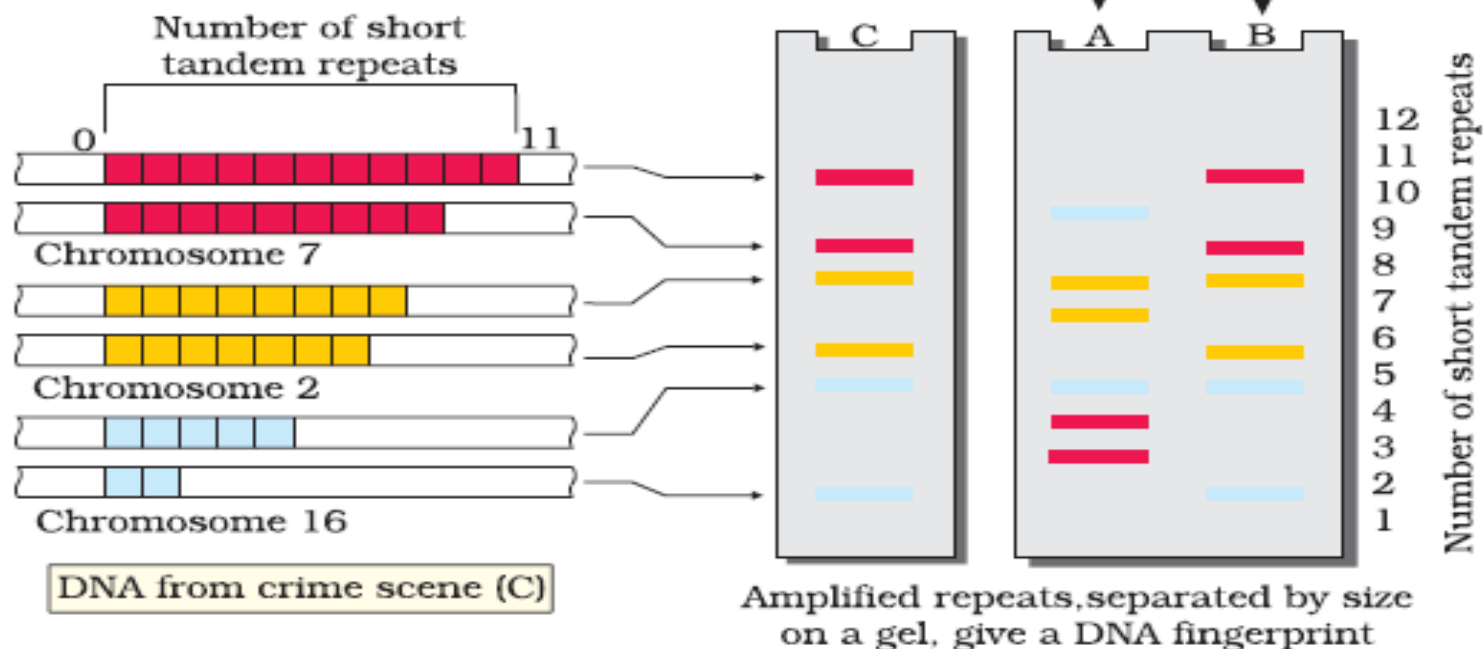 Number of short
tandem repeats
0
11
Chromosome 7
Chromosome 2
Chromosome 16
DNA from crime scene (C)
C
A
B
12
11
10
9
8
7
6
5
4
3
2
1
Number of short tandem repeats
Amplified repeats,separated by size
on a gel, give a DNA fingerprint